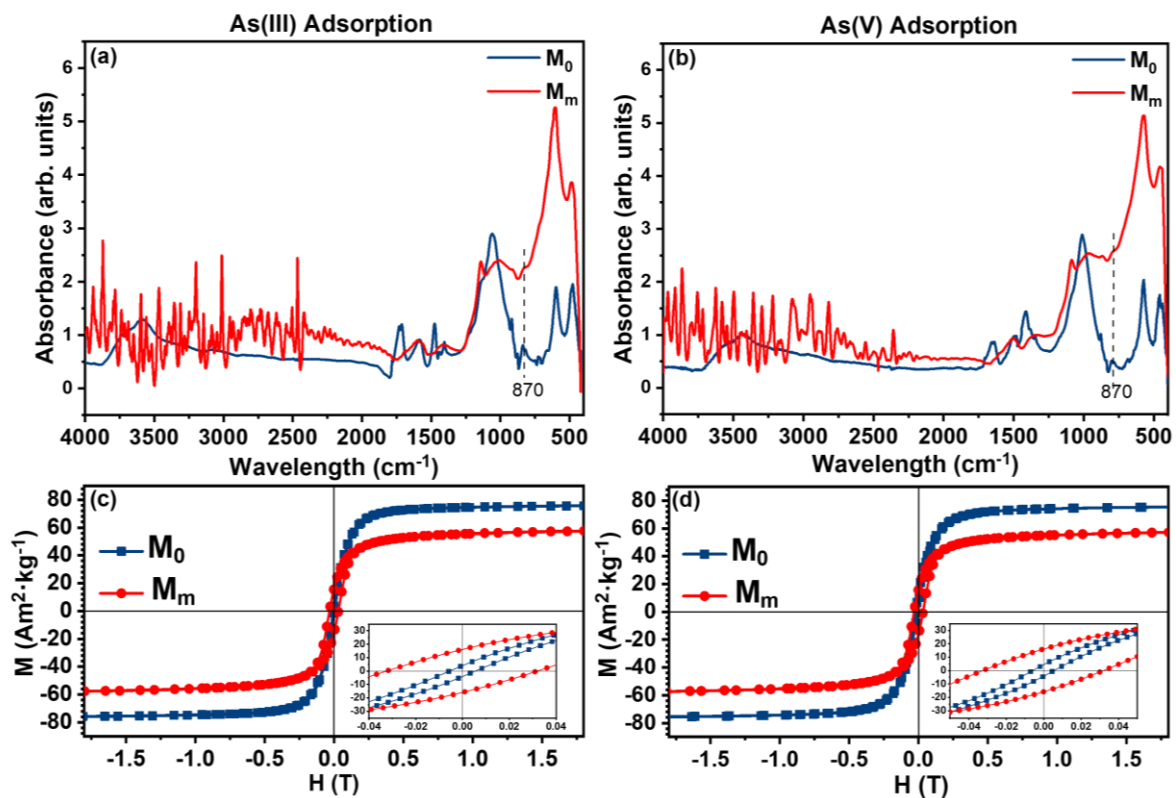 As(III) Adsorption
As(V) Adsorption
(a)
M₀
Mₘ
6
5
4
3
2
1
0
Absorbance (arb. units)
870
4000 3500 3000 2500 2000 1500 1000 500
Wavelength (cm⁻¹)
(b)
M₀
Mₘ
6
5
4
3
2
1
0
Absorbance (arb. units)
870
4000 3500 3000 2500 2000 1500 1000 500
Wavelength (cm⁻¹)
(c)
M₀
Mₘ
80
60
40
20
0
-20
-40
-60
-80
M (Am²·kg⁻¹)
30
20
10
0
-10
-20
-30
-0.04 -0.02 0.00 0.02 0.04
-1.5 -1.0 -0.5 0.0 0.5 1.0 1.5
H (T)
(d)
M₀
Mₘ
80
60
40
20
0
-20
-40
-60
-80
M (Am²·kg⁻¹)
30
20
10
0
-10
-20
-30
-0.04 -0.02 0.00 0.02 0.04
-1.5 -1.0 -0.5 0.0 0.5 1.0 1.5
H (T)